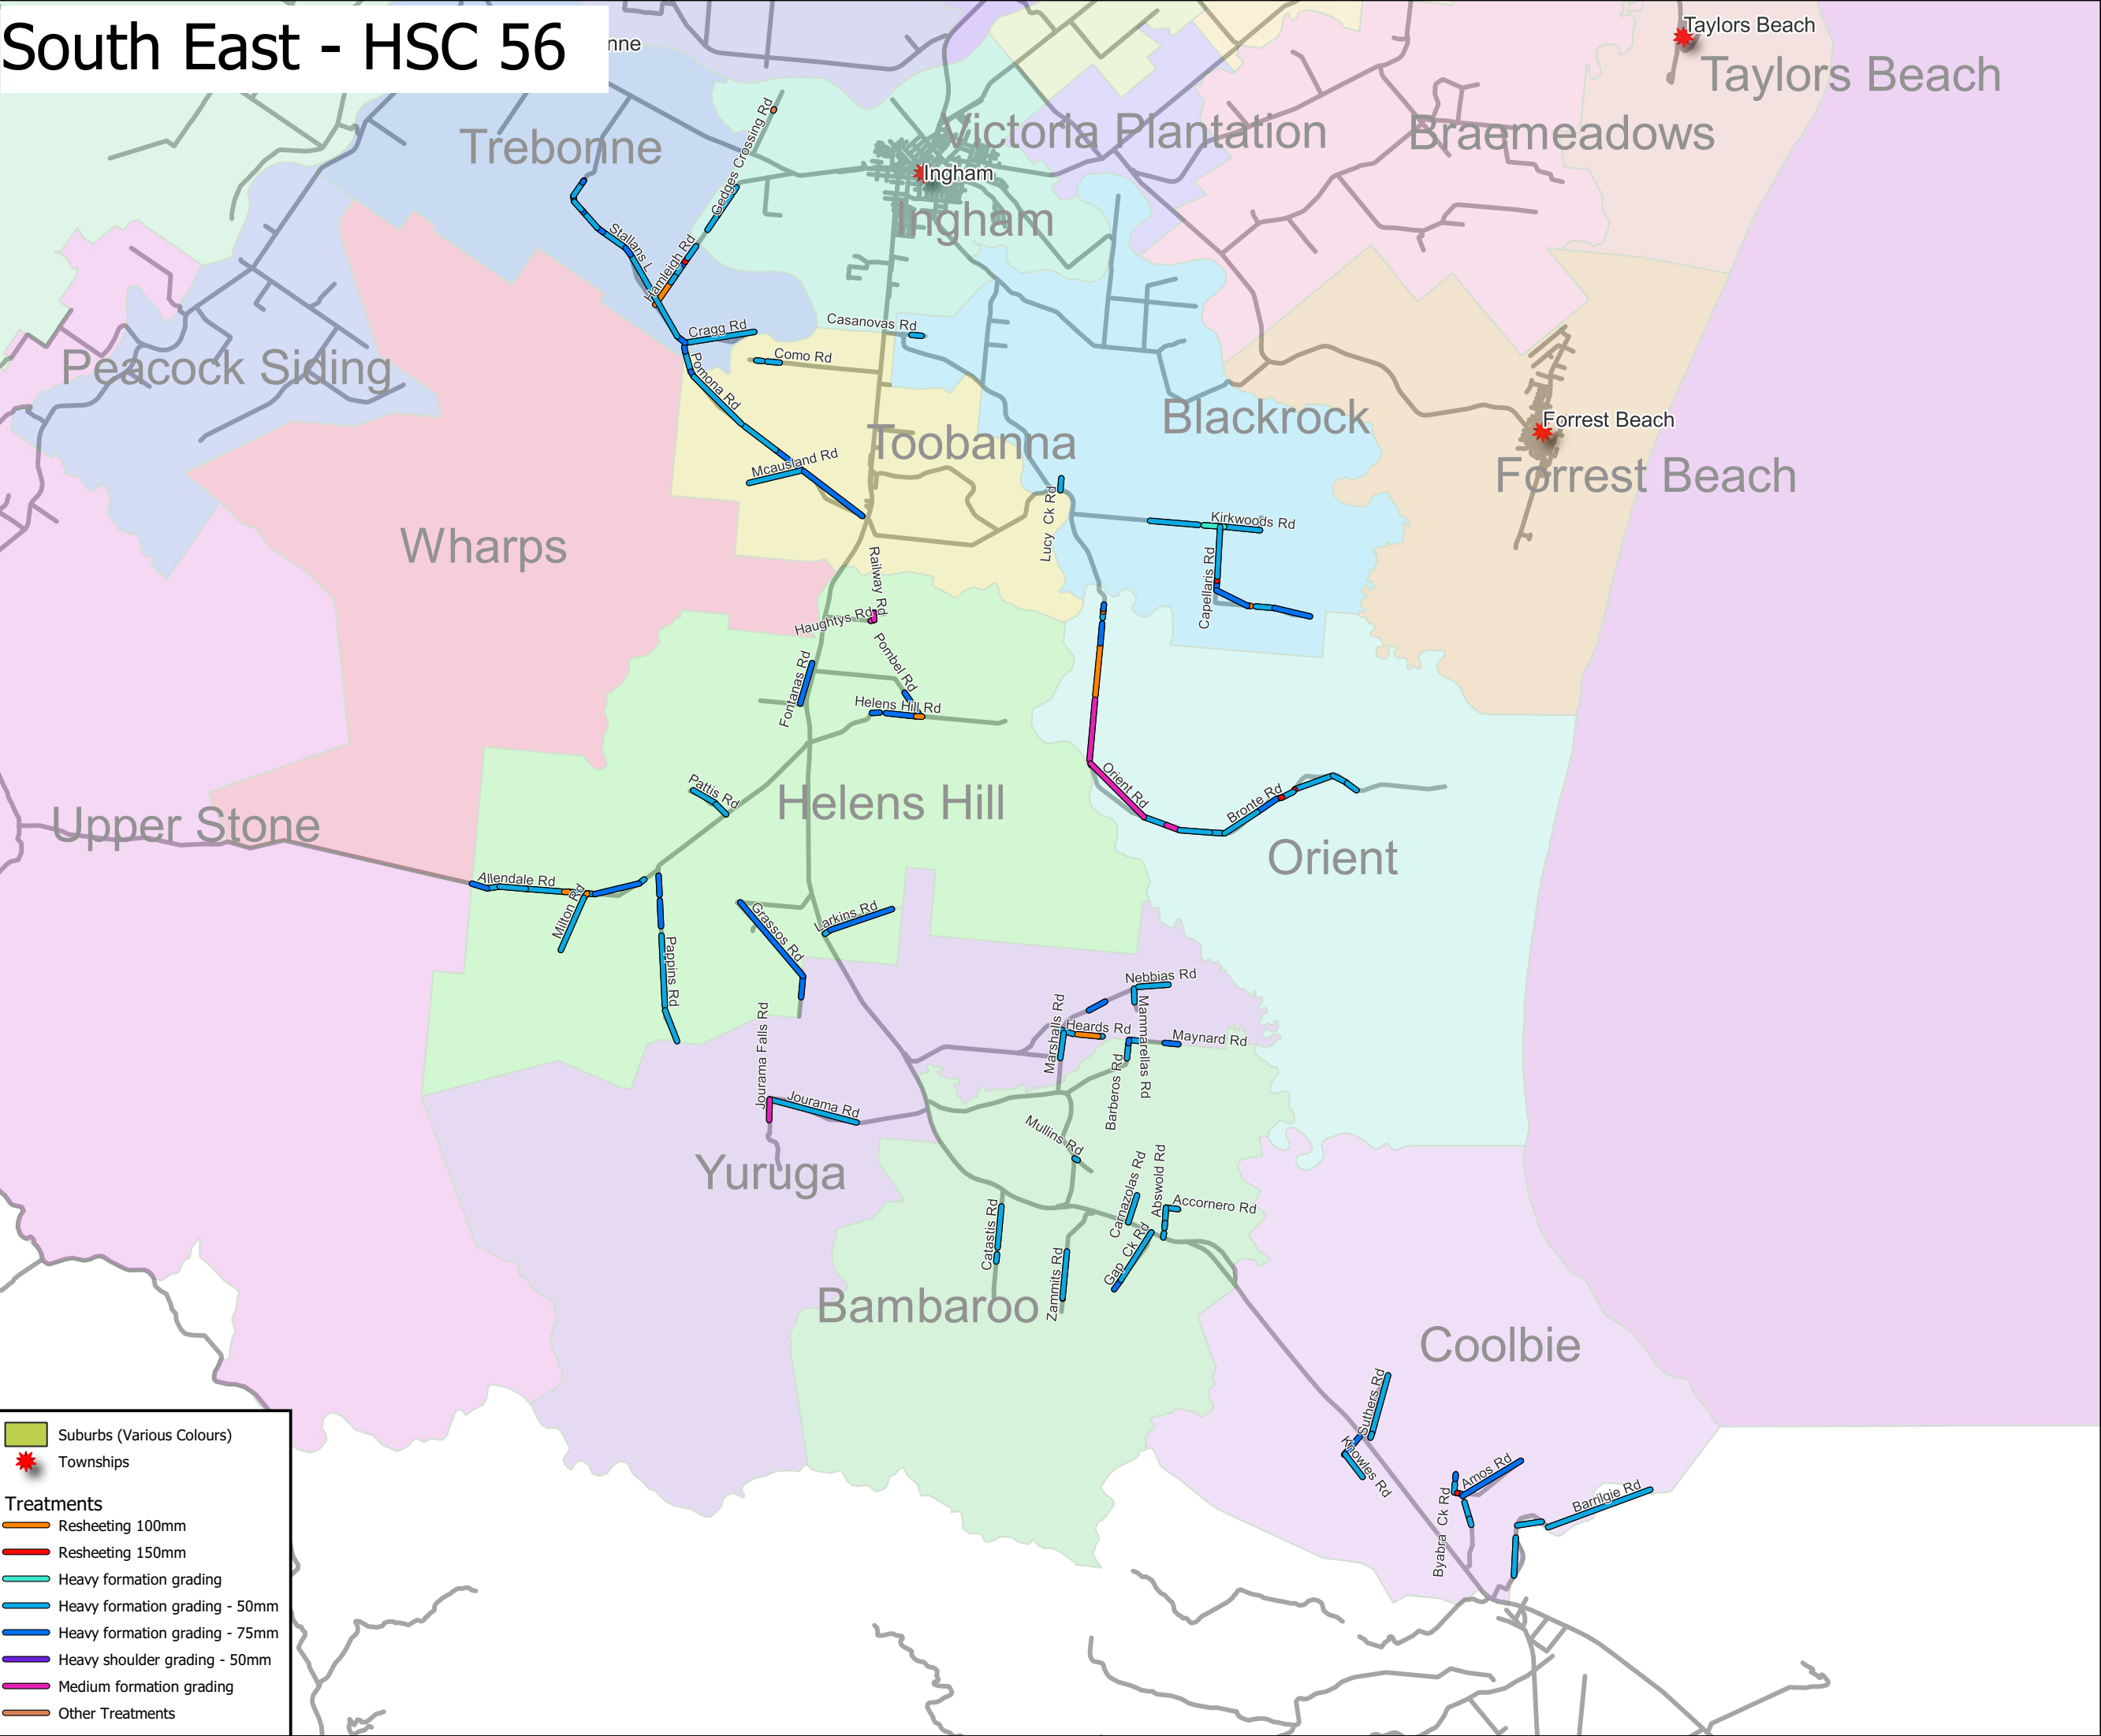 South East - HSC 56
nne
Taylors Beach
Taylors Beach
Trebonne
Victoria Plantation
Braemeadows
Gedges Crossing Rd
Ingham
Ingham
Stallans L
Hamleigh Rd
Cragg Rd
Casanovas Rd
Como Rd
Peacock Siding
Pomona Rd
Blackrock
Forrest Beach
Toobanna
Mcausland Rd
Forrest Beach
Lucy Ck Rd
Kirkwoods Rd
Wharps
Capellaris Rd
Railway Rd
Haughtys Rd
Pombel Rd
Fontanas Rd
Helens Hill Rd
Orient Rd
Pattis Rd
Bronte Rd
Helens Hill
Upper Stone
Orient
Allendale Rd
Milton Rd
Grassos Rd
Larkins Rd
Pappins Rd
Nebbias Rd
Marshalls Rd
Heards Rd
Mammarellas Rd
Maynard Rd
Jourama Falls Rd
Barberos Rd
Jourama Rd
Mullins Rd
Yuruga
Carnazolas Rd
Abswold Rd
Accornero Rd
Catastis Rd
Gap Ck Rd
Zammits Rd
Bambaroo
Coolbie
Suthers Rd
Knowles Rd
Amos Rd
Byabra Ck Rd
Barrilgie Rd
Suburbs (Various Colours)
Townships
Treatments
Resheeting 100mm
Resheeting 150mm
Heavy formation grading
Heavy formation grading - 50mm
Heavy formation grading - 75mm
Heavy shoulder grading - 50mm
Medium formation grading
Other Treatments